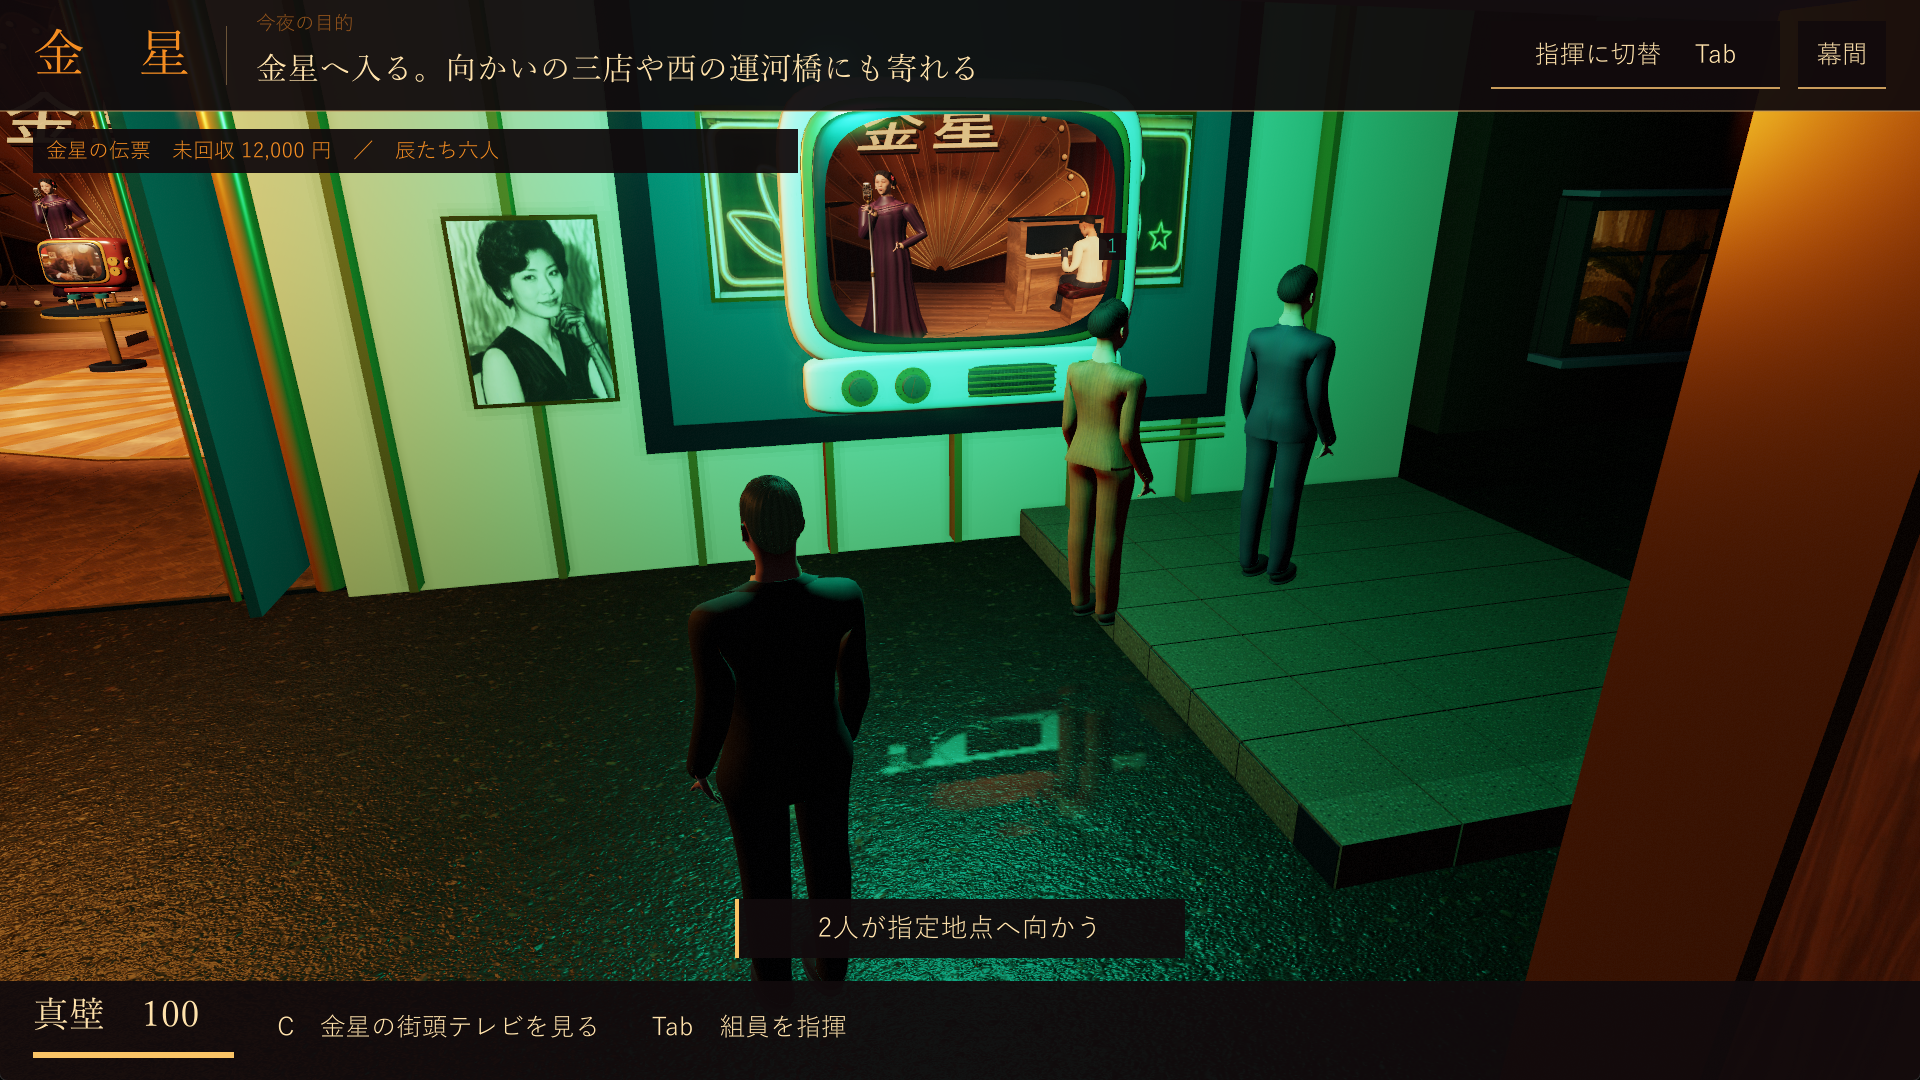 金 星
今夜の目的
金星へ入る。向かいの三店や西の運河橋にも寄れる
指揮に切替 Tab
幕間
金星の伝票 未回収 12,000 円 ／ 辰たち六人
金星
金
1
2人が指定地点へ向かう
真壁 100
C 金星の街頭テレビを見る Tab 組員を指揮